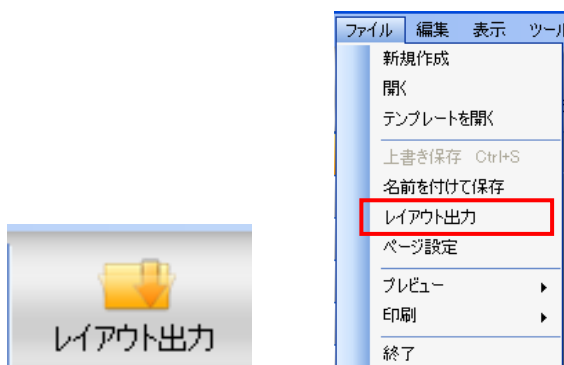 ファイル 編集 表示 ツール
新規作成
開く
テンプレートを開く
上書き保存 Ctrl+S
名前を付けて保存
レイアウト出力
ページ設定
プレビュー
印刷
終了
レイアウト出力